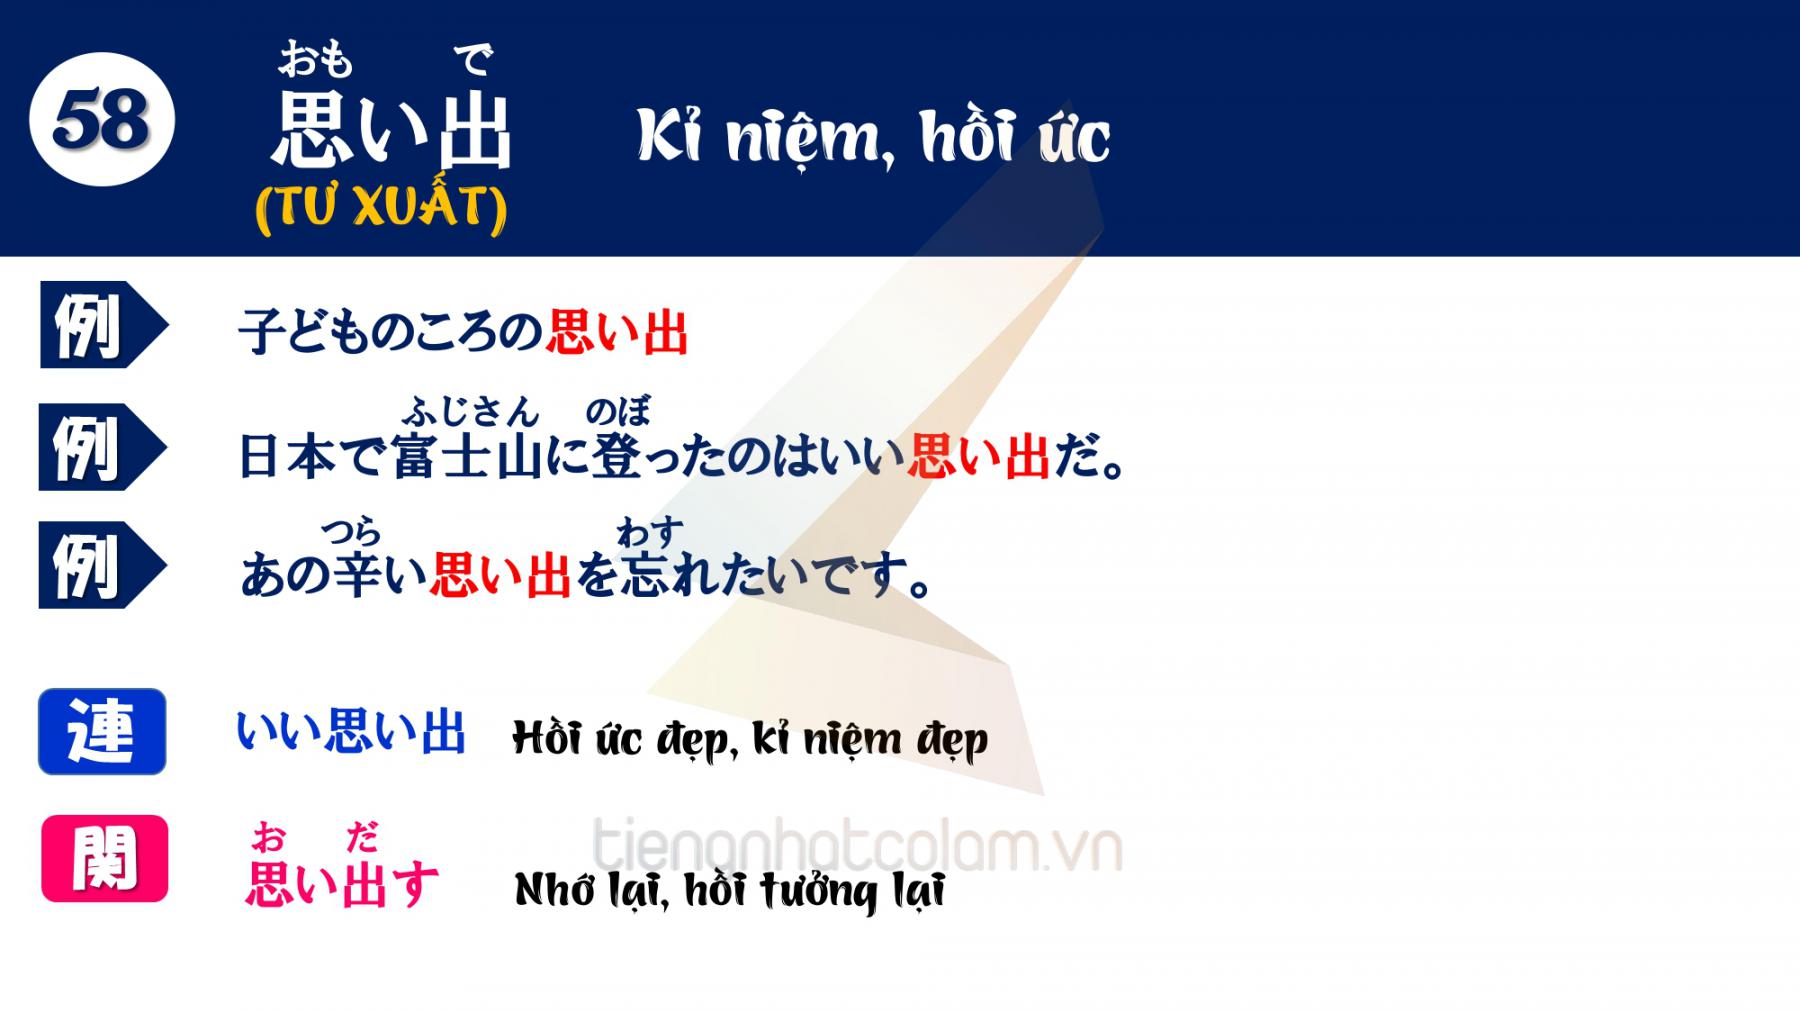 58
おも で
思い出
(TƯ XUẤT)
Kỉ niệm, hồi ức
例
子どものころの思い出
例
ふじさん のぼ
日本で富士山に登ったのはいい思い出だ。
例
つら わす
あの辛い思い出を忘れたいです。
連
いい思い出 Hồi ức đẹp, kỉ niệm đẹp
関
お だ
思い出す Nhớ lại, hồi tưởng lại
tiengnhatcolam.vn